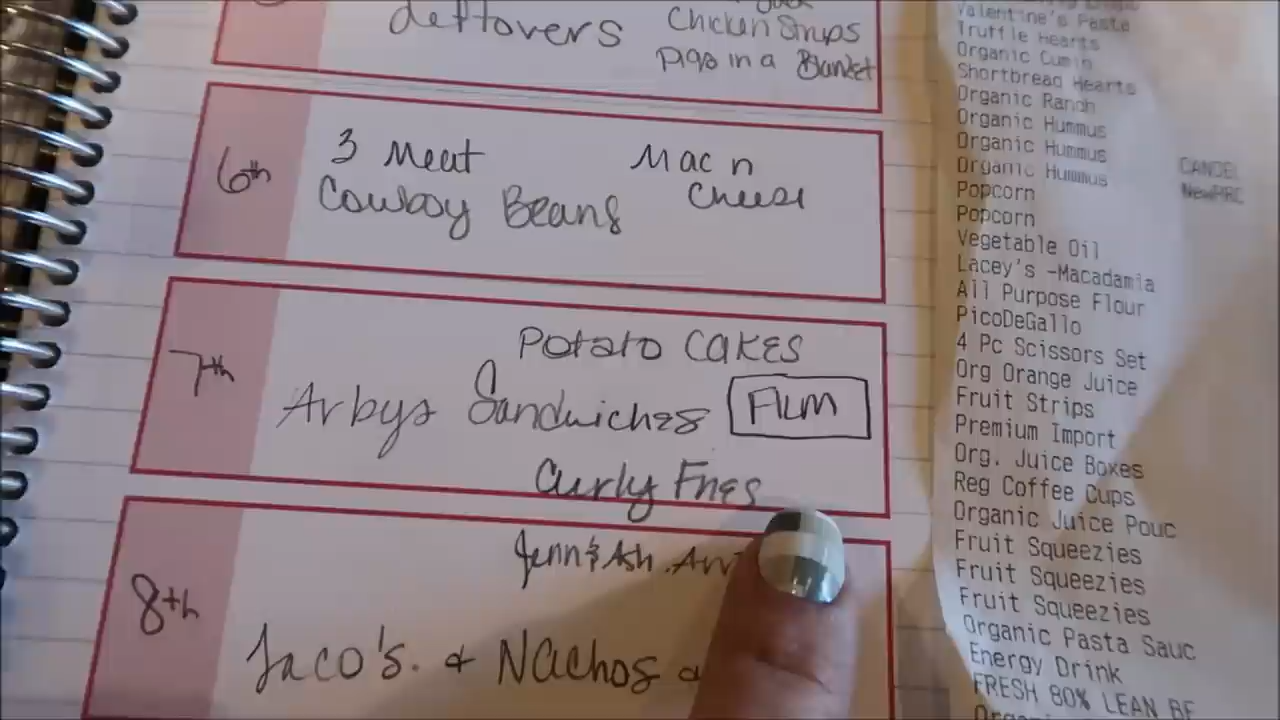 Leftovers
Chicken Strips
Pigs in a Blanket
6th
3 Meat
Cowboy Beans
Mac n
Cheese
7th
Potato Cakes
Arbys Sandwiches
Film
Curly Fries
8th
Jenn & Ash
Taco's. & Nachos &
Valentine's Pasta
Truffle Hearts
Organic Cumin
Shortbread Hearts
Organic Ranch
Organic Hummus
Organic Hummus
Organic Hummus CANDEL
Popcorn NewPRC
Popcorn
Vegetable Oil
Lacey's -Macadamia
All Purpose Flour
PicoDeGallo
4 Pc Scissors Set
Org Orange Juice
Fruit Strips
Premium Import
Org. Juice Boxes
Reg Coffee Cups
Organic Juice Pouc
Fruit Squeezies
Fruit Squeezies
Fruit Squeezies
Organic Pasta Sauc
Energy Drink
FRESH 80% LEAN BE